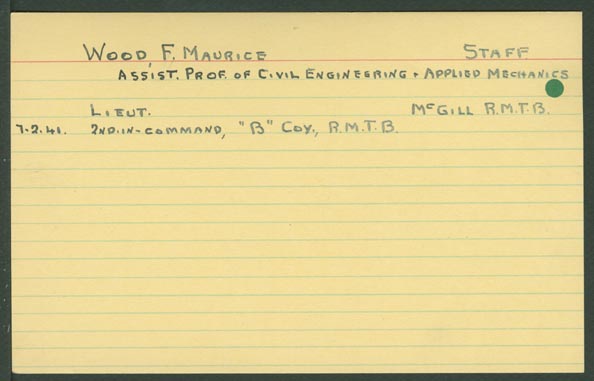 WOOD, F. MAURICE STAFF
ASSIST. PROF. OF CIVIL ENGINEERING + APPLIED MECHANICS
LIEUT. McGILL R.M.T.B.
7.2.41. 2ND-IN-COMMAND, "B" COY., R.M.T.B.